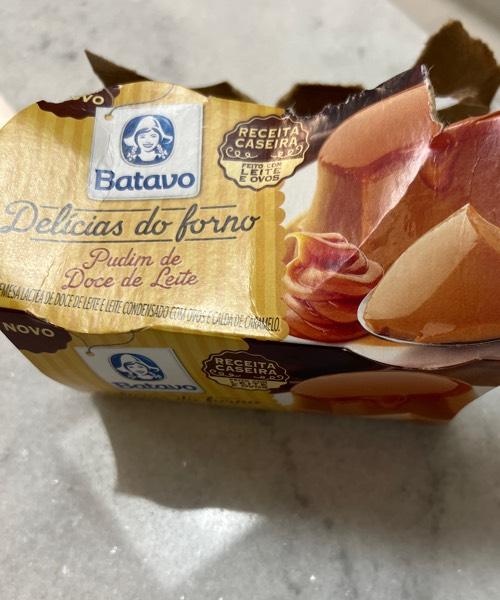 NOVO
Batavo
RECEITA
CASEIRA
FEITO COM
LEITE
E OVOS
Delícias do forno
Pudim de
Doce de Leite
LÁCTEA DE DOCE DE LEITE E LEITE CONDENSADO COM OVOS E CALDA DE CARAMELO.
NOVO
Batavo
RECEITA
CASEIRA